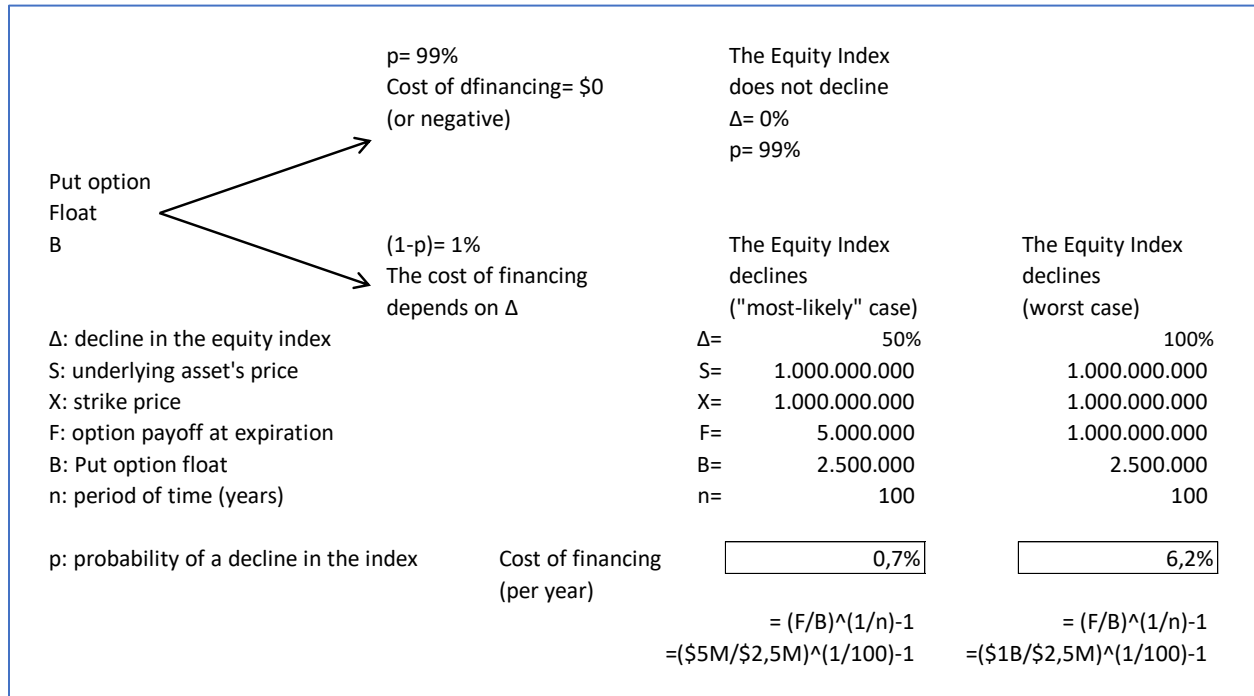 p= 99% The Equity Index
Cost of dfinancing= $0 does not decline
(or negative) Δ= 0%
p= 99%
Put option
Float
B (1-p)= 1% The Equity Index The Equity Index
The cost of financing declines declines
depends on Δ ("most-likely" case) (worst case)
Δ: decline in the equity index Δ= 50% 100%
S: underlying asset's price S= 1.000.000.000 1.000.000.000
X: strike price X= 1.000.000.000 1.000.000.000
F: option payoff at expiration F= 5.000.000 1.000.000.000
B: Put option float B= 2.500.000 2.500.000
n: period of time (years) n= 100 100
p: probability of a decline in the index Cost of financing 0,7% 6,2%
(per year)
= (F/B)^(1/n)-1 = (F/B)^(1/n)-1
=($5M/$2,5M)^(1/100)-1 =($1B/$2,5M)^(1/100)-1